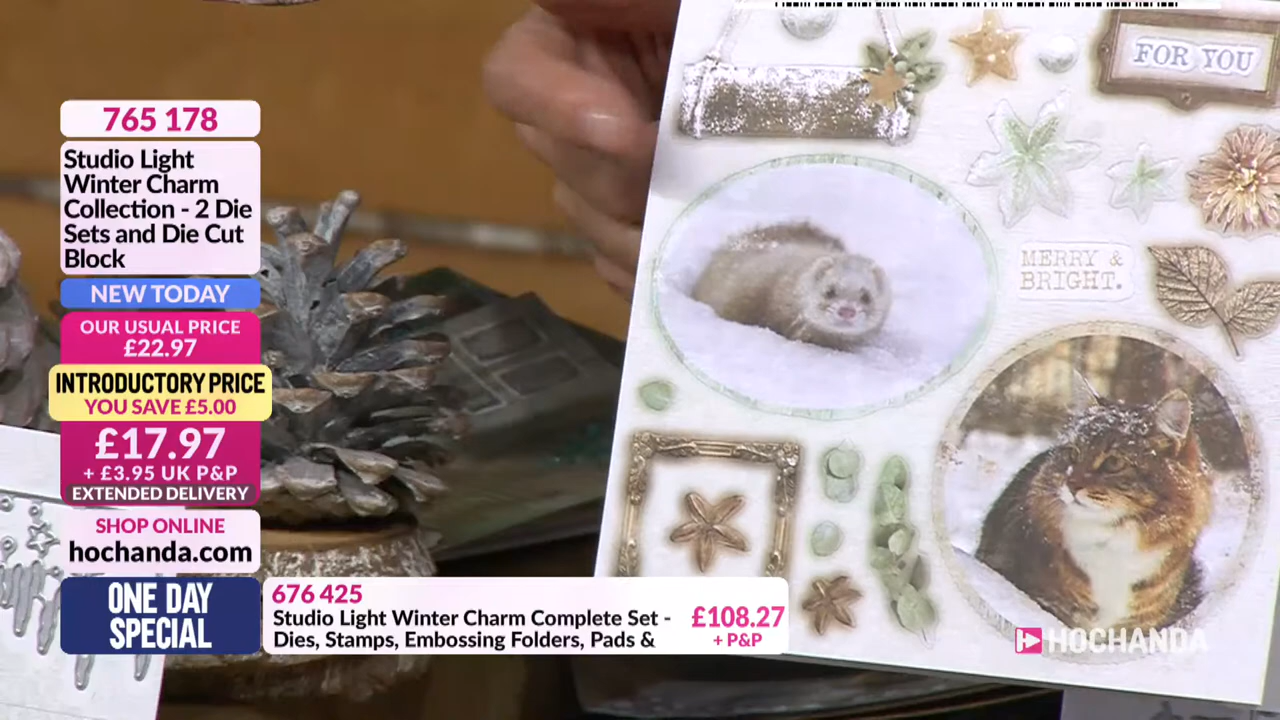 765 178
Studio Light
Winter Charm
Collection - 2 Die
Sets and Die Cut
Block
NEW TODAY
OUR USUAL PRICE
£22.97
INTRODUCTORY PRICE
YOU SAVE £5.00
£17.97
+ £3.95 UK P&P
EXTENDED DELIVERY
SHOP ONLINE
hochanda.com
ONE DAY
SPECIAL
676 425
Studio Light Winter Charm Complete Set -
Dies, Stamps, Embossing Folders, Pads &
£108.27
+ P&P
FOR YOU
MERRY &
BRIGHT.
HOCHANDA